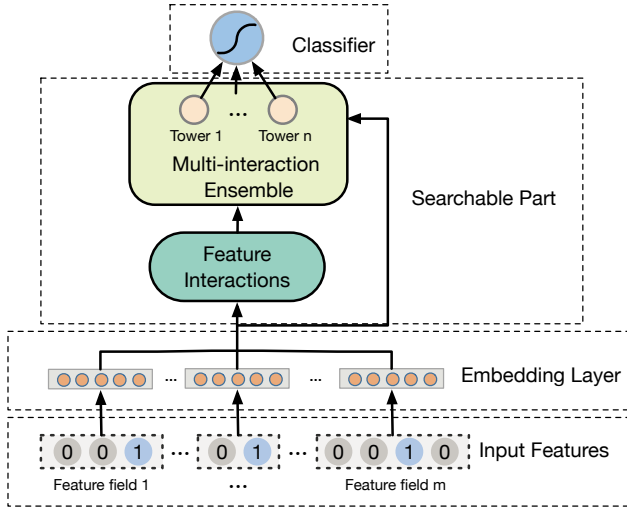 Classifier
Tower 1 ... Tower n
Multi-interaction
Ensemble
Searchable Part
Feature
Interactions
... ...
Embedding Layer
0 0 1 ... 0 1 ... 0 0 1 0
Input Features
Feature field 1 ... Feature field m